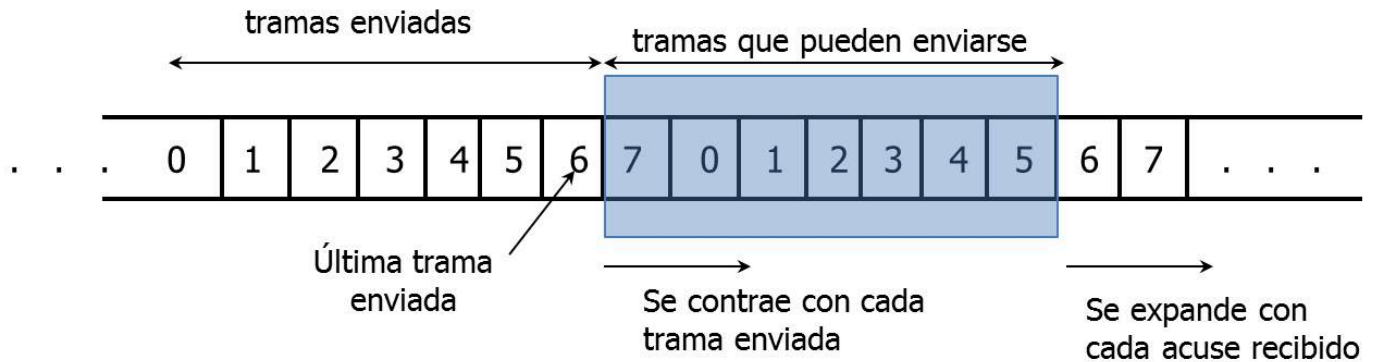 tramas enviadas
tramas que pueden enviarse
. . . 0 1 2 3 4 5 6 7 0 1 2 3 4 5 6 7 . . .
Última trama
enviada
Se contrae con cada
trama enviada
Se expande con
cada acuse recibido